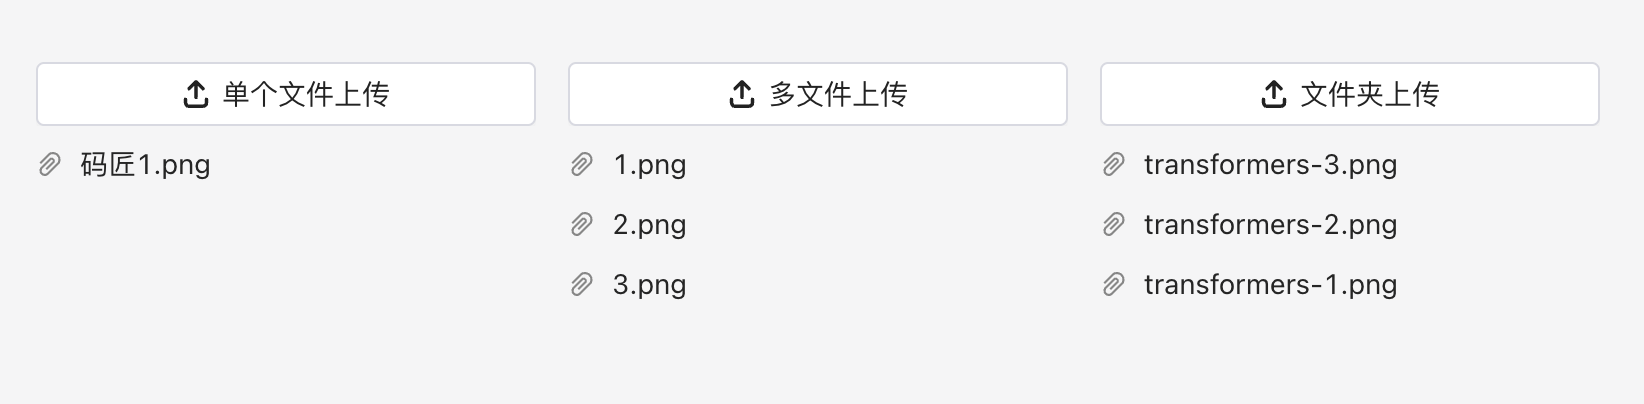 单个文件上传
码匠1.png
多文件上传
1.png
2.png
3.png
文件夹上传
transformers-3.png
transformers-2.png
transformers-1.png